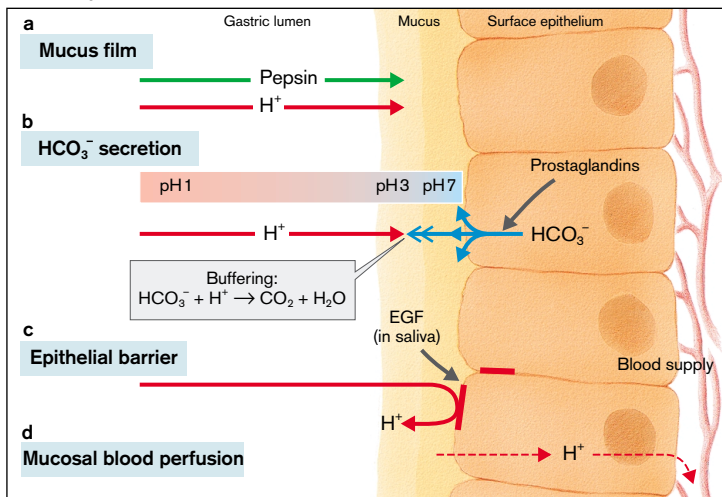 Gastric lumen Mucus Surface epithelium
a
Mucus film
Pepsin
H⁺
b
HCO₃⁻ secretion
Prostaglandins
pH1 pH3 pH7
H⁺ HCO₃⁻
Buffering:
HCO₃⁻ + H⁺ → CO₂ + H₂O
c
EGF
(in saliva)
Epithelial barrier
Blood supply
H⁺
d
Mucosal blood perfusion
H⁺